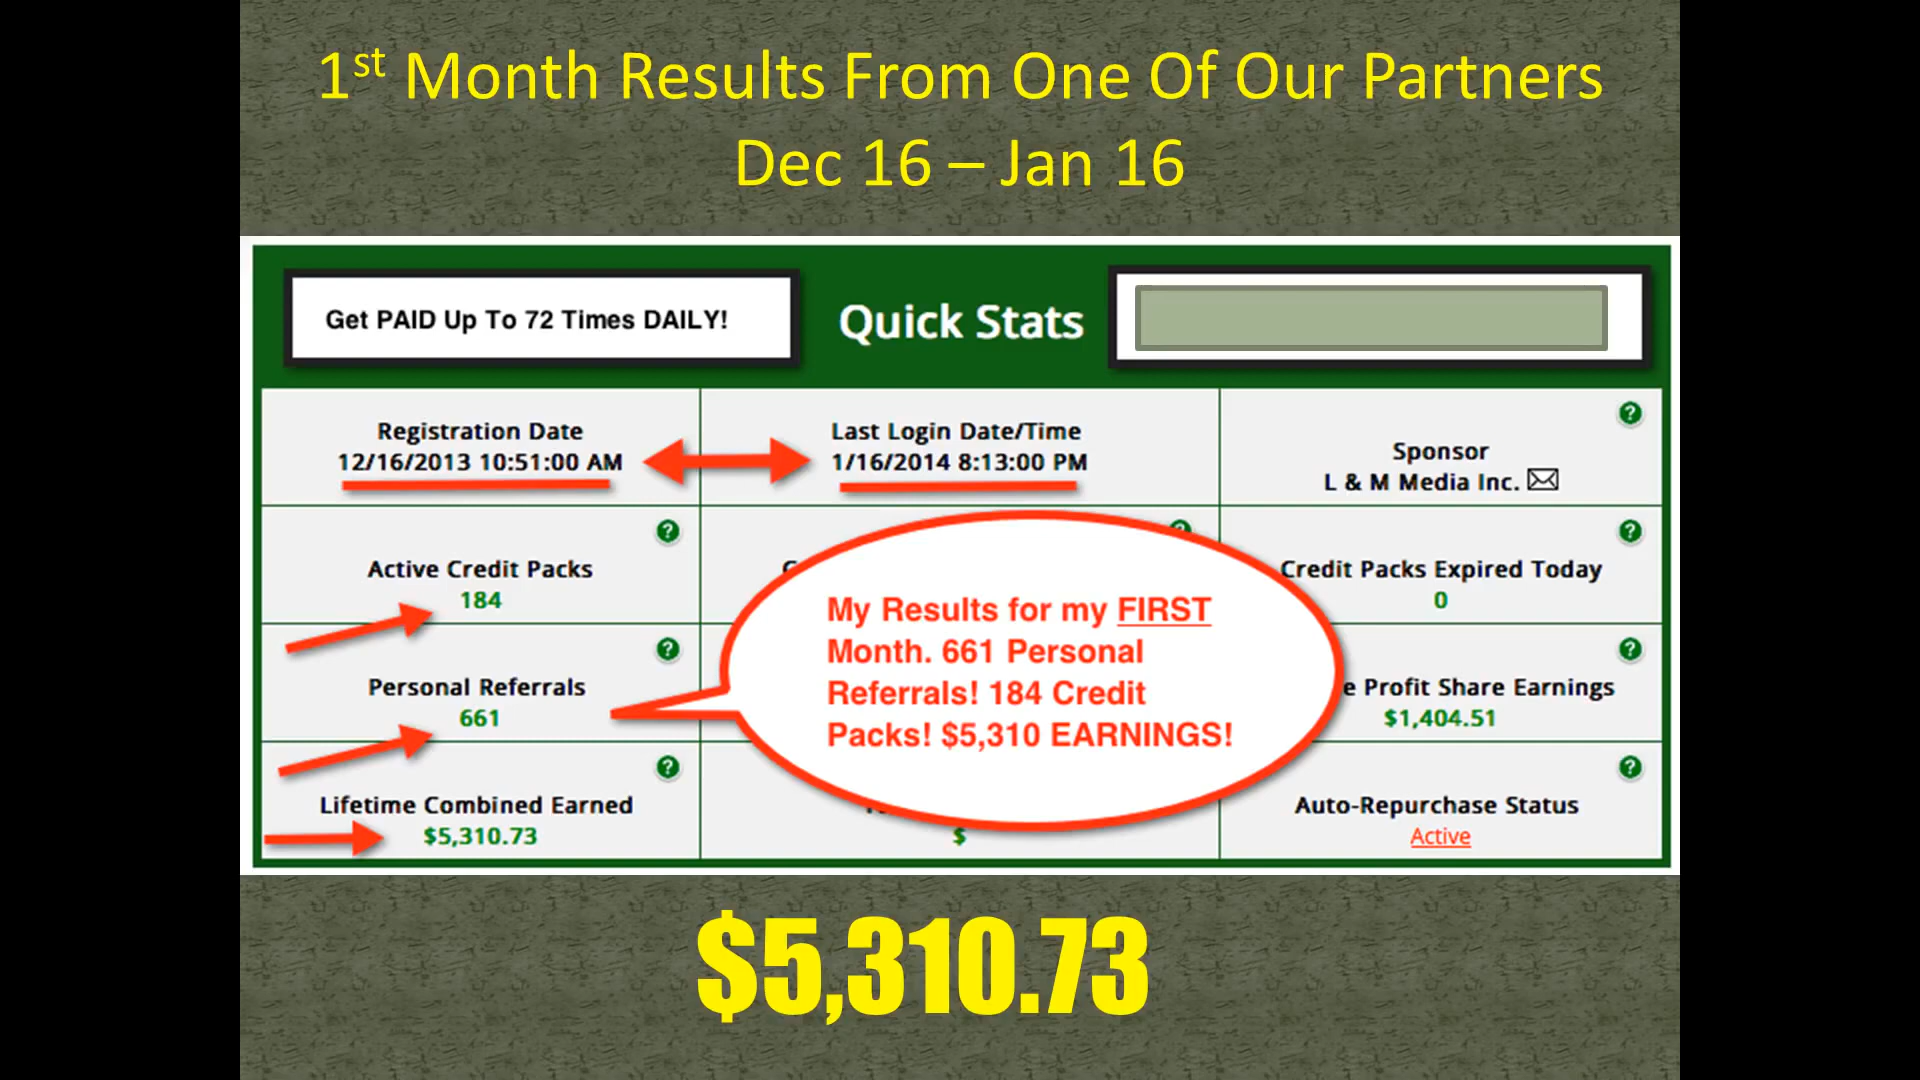 1st Month Results From One Of Our Partners
Dec 16 – Jan 16
Get PAID Up To 72 Times DAILY!
Quick Stats
Registration Date
12/16/2013 10:51:00 AM
Last Login Date/Time
1/16/2014 8:13:00 PM
Sponsor
L & M Media Inc.
Active Credit Packs
184
Credit Packs Expired Today
0
My Results for my FIRST
Month. 661 Personal
Referrals! 184 Credit
Packs! $5,310 EARNINGS!
Personal Referrals
661
Profit Share Earnings
$1,404.51
Lifetime Combined Earned
$5,310.73
$
Auto-Repurchase Status
Active
$5,310.73